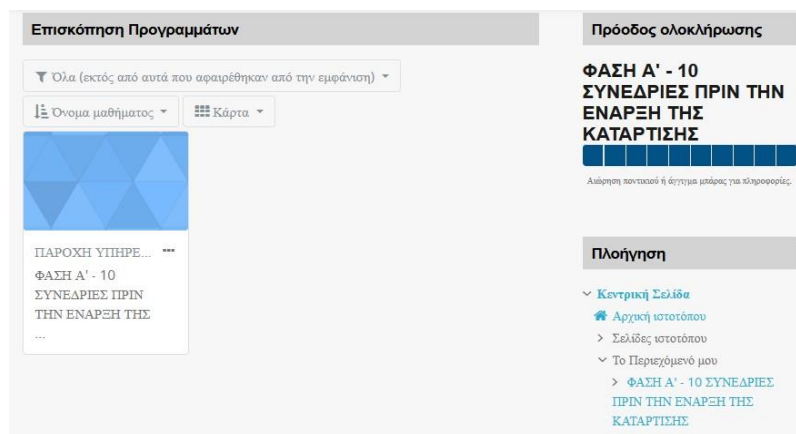 Επισκόπηση Προγραμμάτων
Όλα (εκτός από αυτά που αφαιρέθηκαν από την εμφάνιση)
Όνομα μαθήματος
Κάρτα
ΠΑΡΟΧΗ ΥΠΗΡΕ...
ΦΑΣΗ Α' - 10
ΣΥΝΕΔΡΙΕΣ ΠΡΙΝ
ΤΗΝ ΕΝΑΡΞΗ ΤΗΣ
...
Πρόοδος ολοκλήρωσης
ΦΑΣΗ Α' - 10
ΣΥΝΕΔΡΙΕΣ ΠΡΙΝ ΤΗΝ
ΕΝΑΡΞΗ ΤΗΣ
ΚΑΤΑΡΤΙΣΗΣ
Αιώρηση ποντικιού ή άγγιγμα μπάρας για πληροφορίες.
Πλοήγηση
Κεντρική Σελίδα
Αρχική ιστοτόπου
Σελίδες ιστοτόπου
Το Περιεχόμενό μου
ΦΑΣΗ Α' - 10 ΣΥΝΕΔΡΙΕΣ
ΠΡΙΝ ΤΗΝ ΕΝΑΡΞΗ ΤΗΣ
ΚΑΤΑΡΤΙΣΗΣ